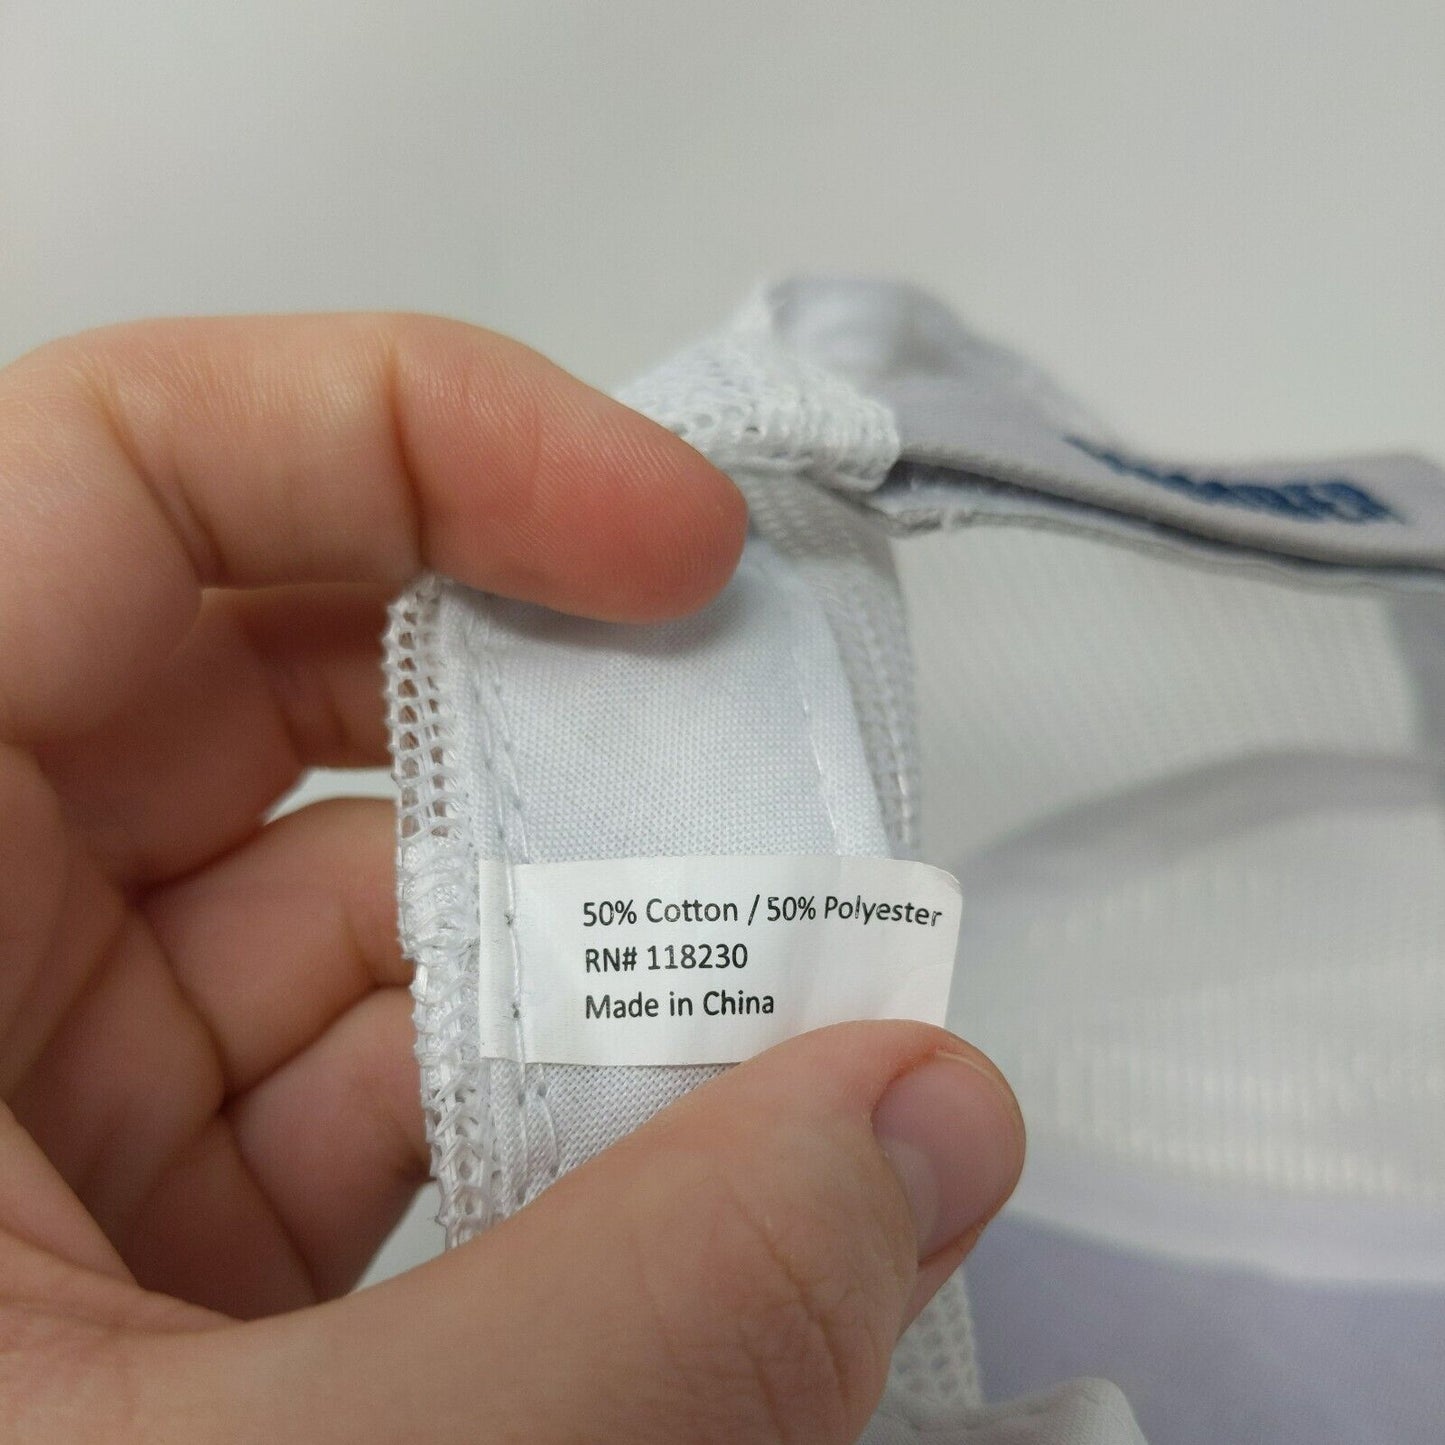 50% Cotton / 50% Polyester
RN# 118230
Made in China